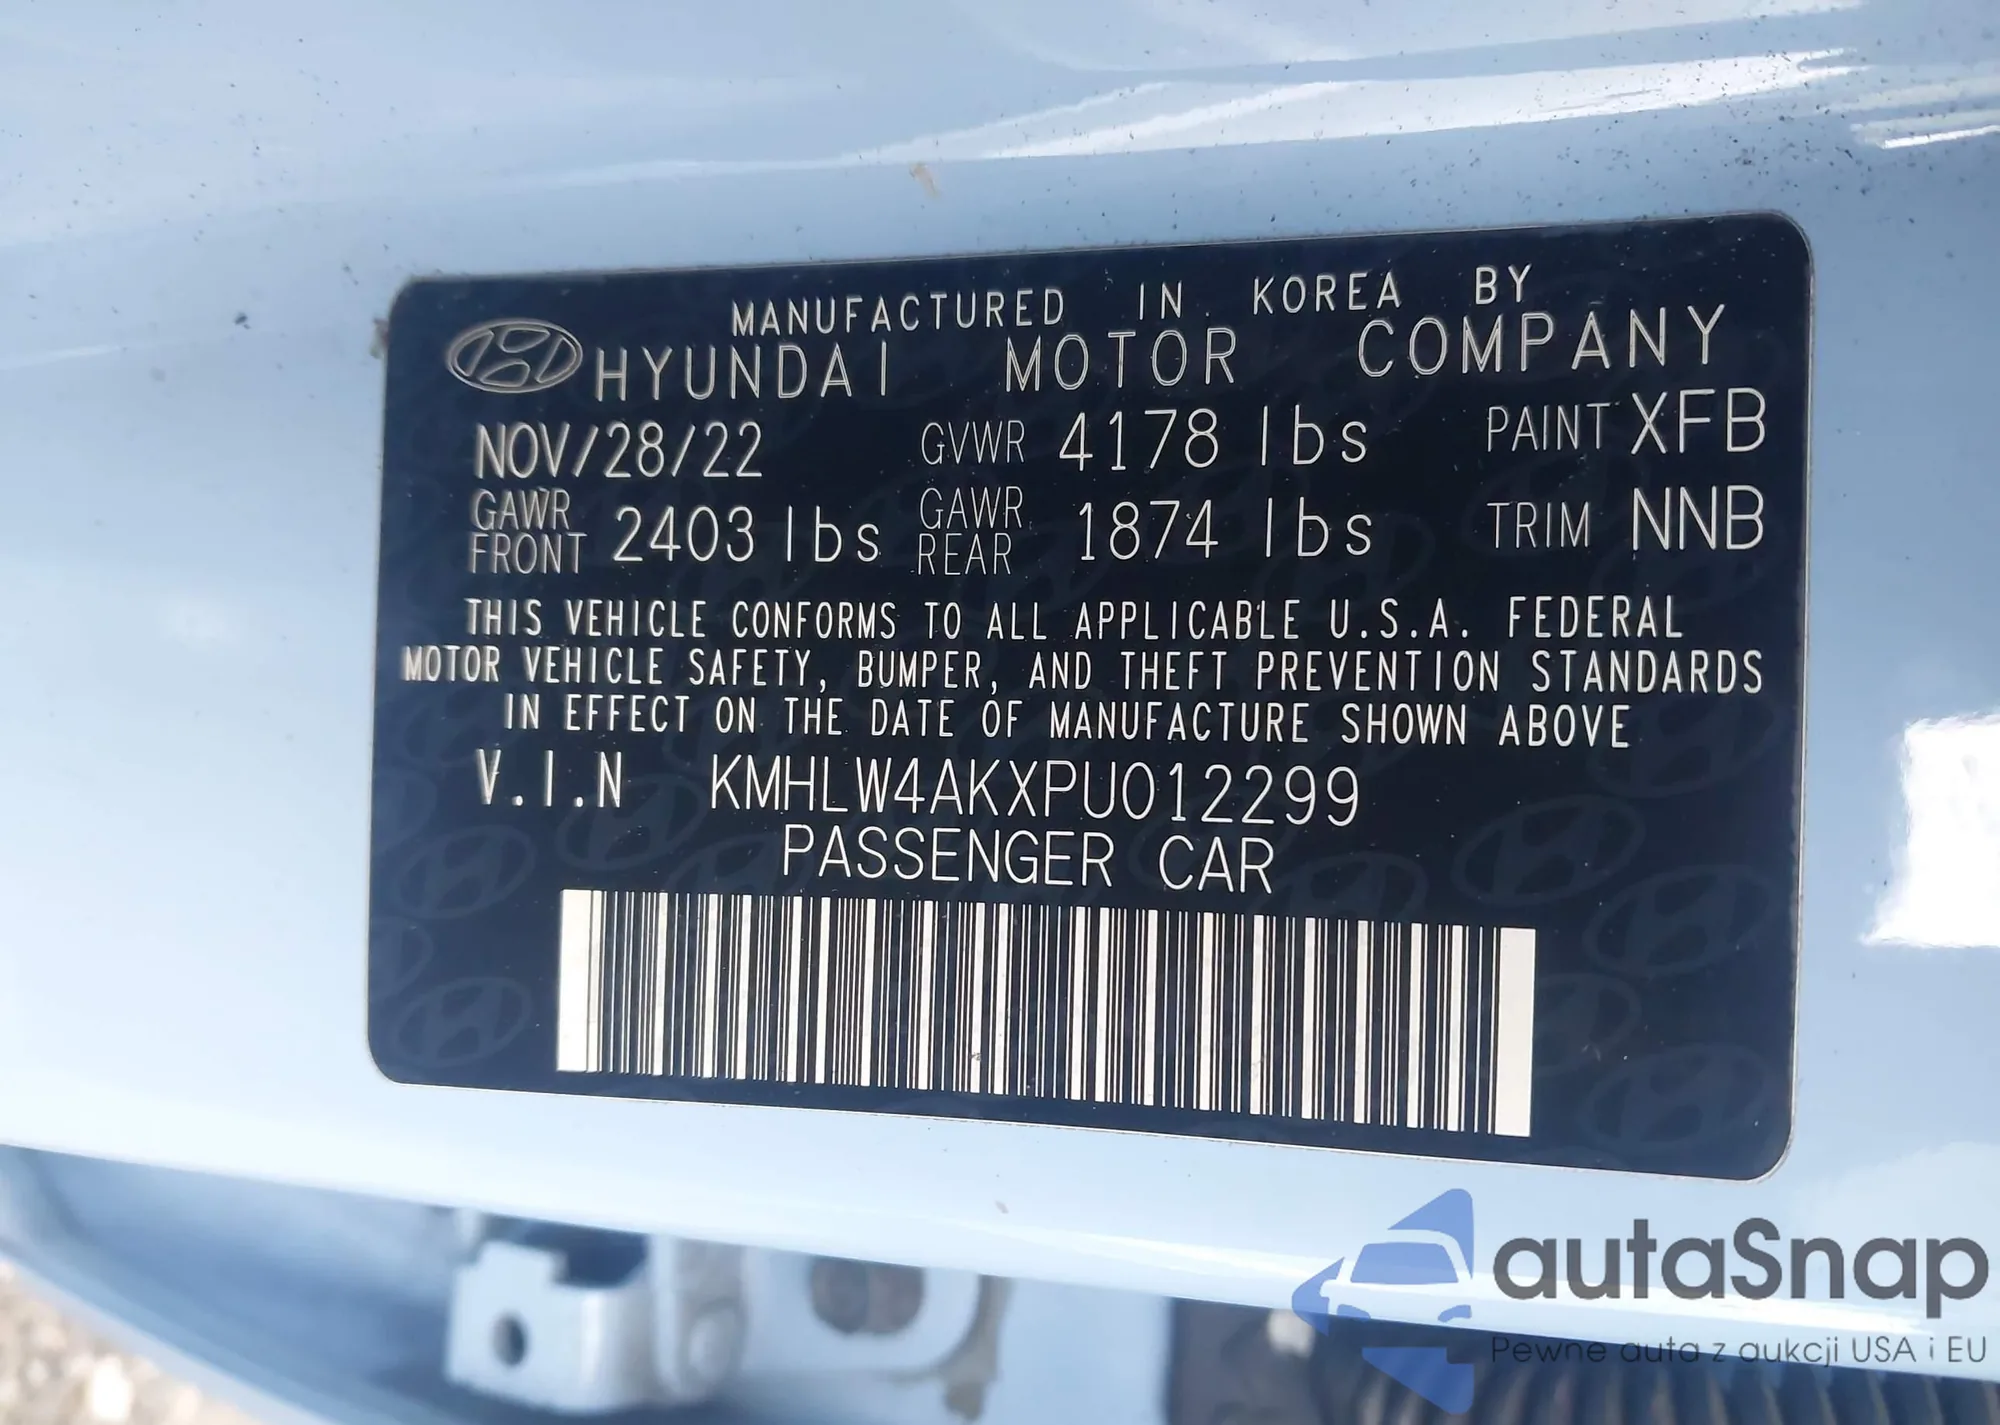 MANUFACTURED IN KOREA BY
HYUNDAI MOTOR COMPANY
NOV/28/22 GVWR 4178 lbs PAINT XFB
GAWR FRONT 2403 lbs GAWR REAR 1874 lbs TRIM NNB
THIS VEHICLE CONFORMS TO ALL APPLICABLE U.S.A. FEDERAL
MOTOR VEHICLE SAFETY, BUMPER, AND THEFT PREVENTION STANDARDS
IN EFFECT ON THE DATE OF MANUFACTURE SHOWN ABOVE
V.I.N KMHLW4AKXPU012299
PASSENGER CAR
autaSnap
Pewne auta z aukcji USA i EU